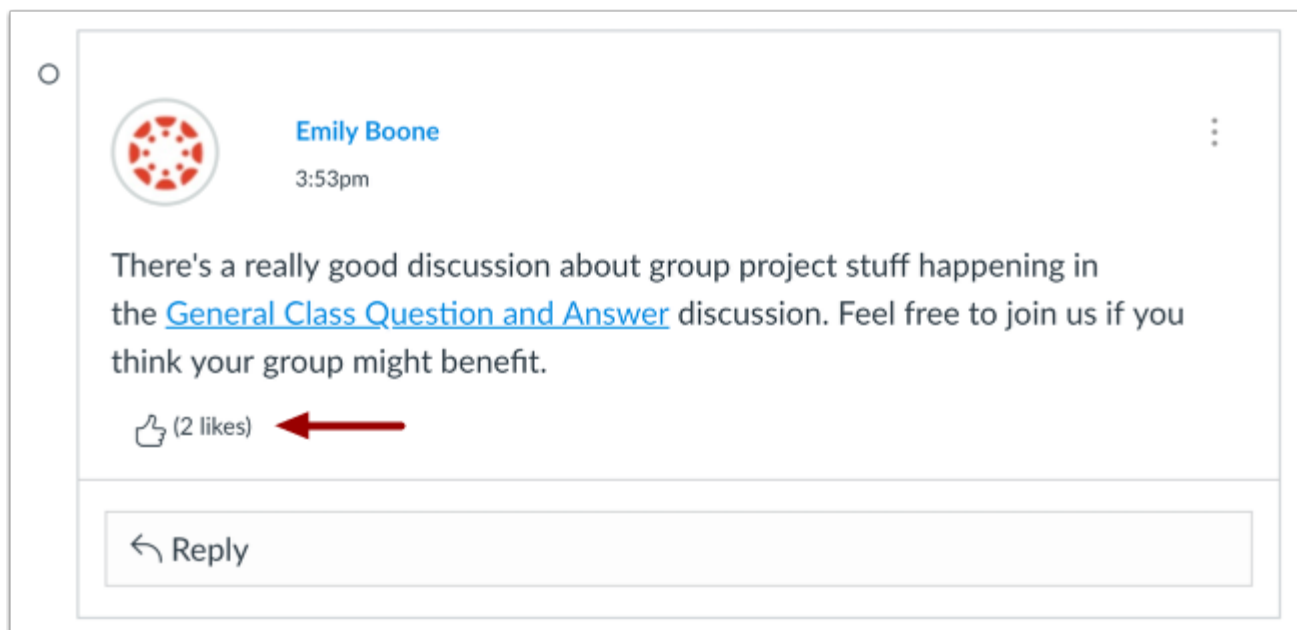 Emily Boone
3:53pm
There's a really good discussion about group project stuff happening in
the General Class Question and Answer discussion. Feel free to join us if you
think your group might benefit.
(2 likes)
Reply